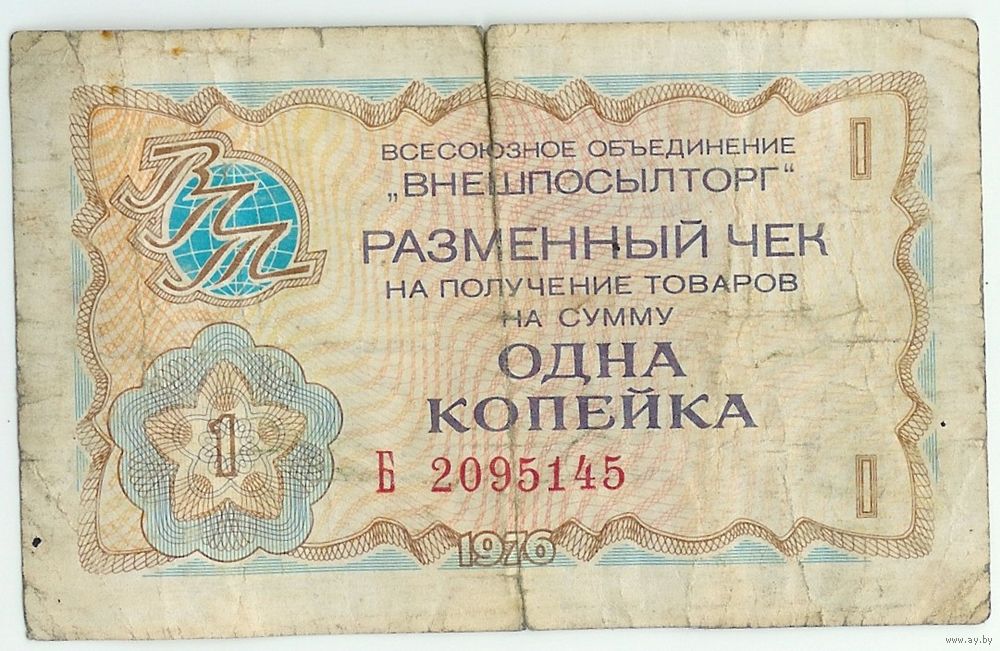 ВПТ
ВСЕСОЮЗНОЕ ОБЪЕДИНЕНИЕ
„ВНЕШПОСЫЛТОРГ“
РАЗМЕННЫЙ ЧЕК
НА ПОЛУЧЕНИЕ ТОВАРОВ
НА СУММУ
ОДНА
КОПЕЙКА
Б 2095145
1
1
1
1976
www.ay.by